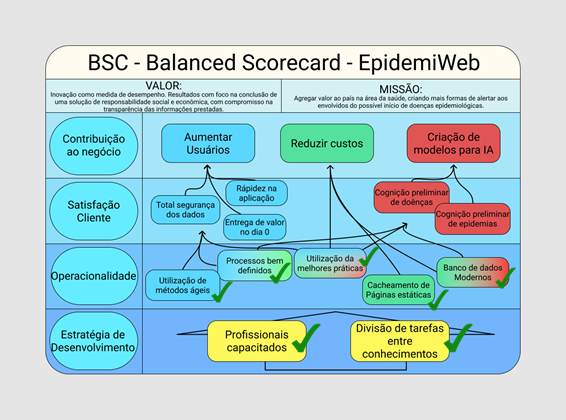 BSC - Balanced Scorecard - EpidemiWeb
VALOR:
Inovação como medida de desempenho. Resultados com foco na conclusão de
uma solução de responsabilidade social e econômica, com compromisso na
transparência das informações prestadas.
MISSÃO:
Agregar valor ao país na área da saúde, criando mais formas de alertar aos
envolvidos do possível início de doenças epidemiológicas.
Contribuição
ao negócio
Aumentar
Usuários
Reduzir custos
Criação de
modelos para IA
Satisfação
Cliente
Total segurança
dos dados
Rápidez na
aplicação
Entrega de valor
no dia 0
Cognição preliminar
de doenças
Cognição preliminar
de epidemias
Operacionalidade
Utilização de
métodos ágeis
Processos bem
definidos
Utilização da
melhores práticas
Cacheamento de
Páginas estáticas
Banco de dados
Modernos
Estratégia de
Desenvolvimento
Profissionais
capacitados
Divisão de tarefas
entre
conhecimentos